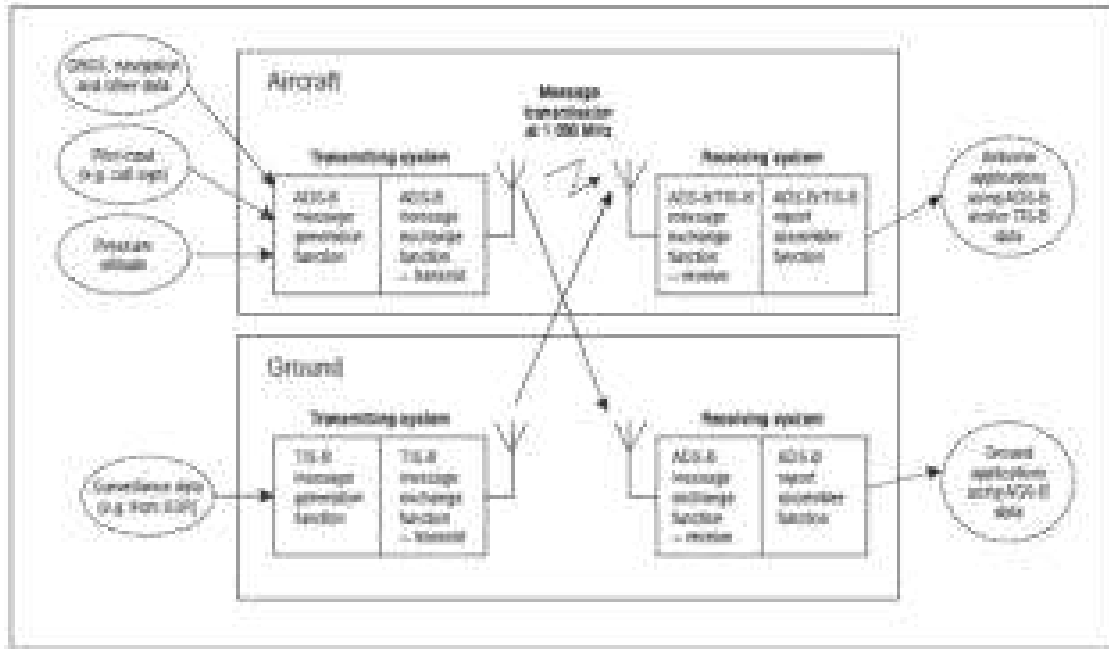 GNSS, navigation
and other data
Aircraft
Message
transmission
at 1 090 MHz
Pilot input
(e.g. call sign)
Pressure
altitude
Transmitting system
ADS-B
message
generation
function
ADS-B
message
exchange
function
– transmit
Receiving system
ADS-B/TIS-B
message
exchange
function
– receive
ADS-B/TIS-B
report
assembler
function
Airborne
applications
using ADS-B
and/or TIS-B
data
Ground
Surveillance data
(e.g. from SSR)
Transmitting system
TIS-B
message
generation
function
TIS-B
message
exchange
function
– transmit
Receiving system
ADS-B
message
exchange
function
– receive
ADS-B
report
assembler
function
Ground
applications
using ADS-B
data